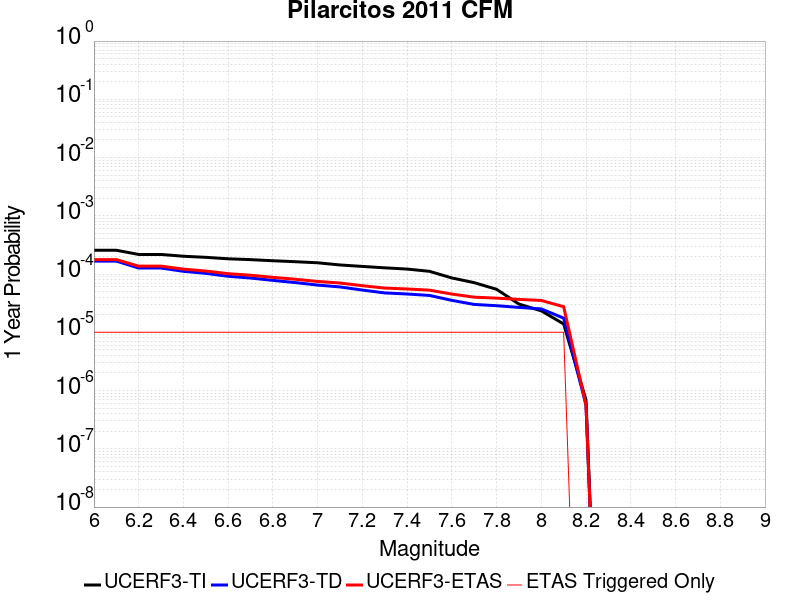 Pilarcitos 2011 CFM
10^0
10^-1
10^-2
10^-3
10^-4
10^-5
10^-6
10^-7
10^-8
1 Year Probability
6 6.2 6.4 6.6 6.8 7 7.2 7.4 7.6 7.8 8 8.2 8.4 8.6 8.8 9
Magnitude
UCERF3-TI UCERF3-TD UCERF3-ETAS ETAS Triggered Only